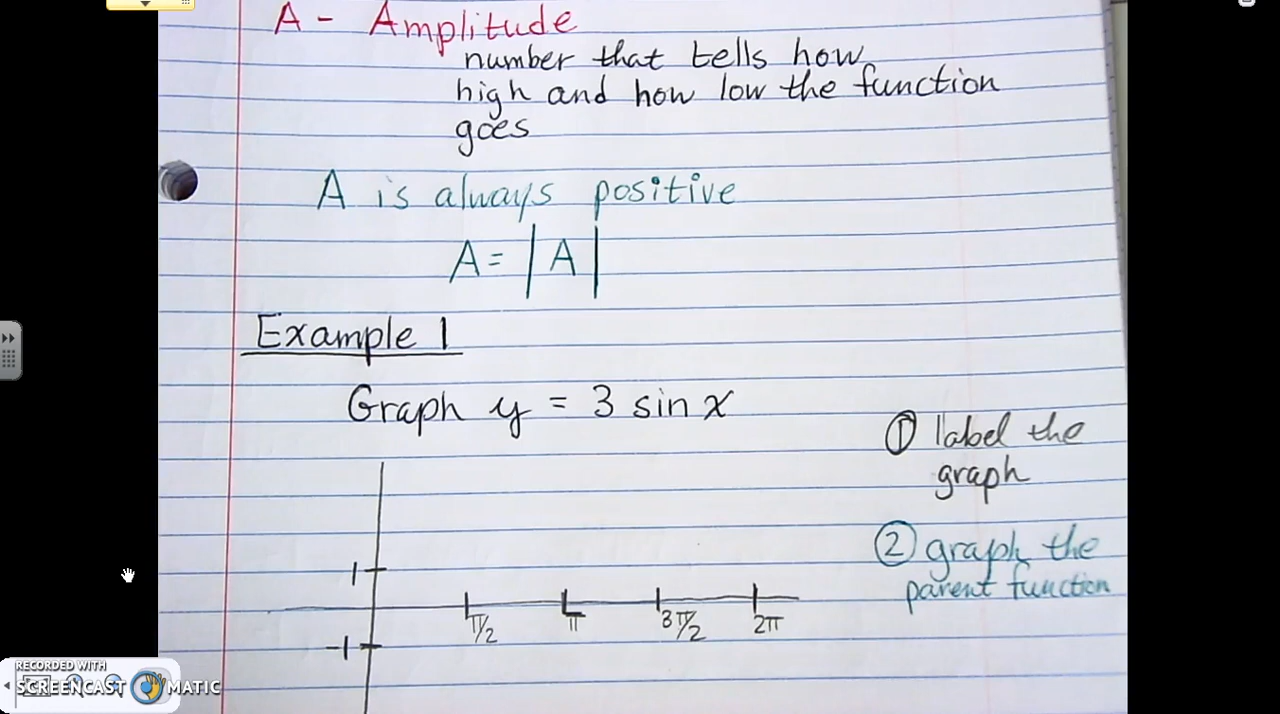 A - Amplitude
number that tells how
high and how low the function
goes
A is always positive
A = |A|
Example 1
Graph y = 3 sin x
① label the
graph
② graph the
parent function
1
π/2 π 3π/2 2π
-1
RECORDED WITH
SCREENCAST MATIC